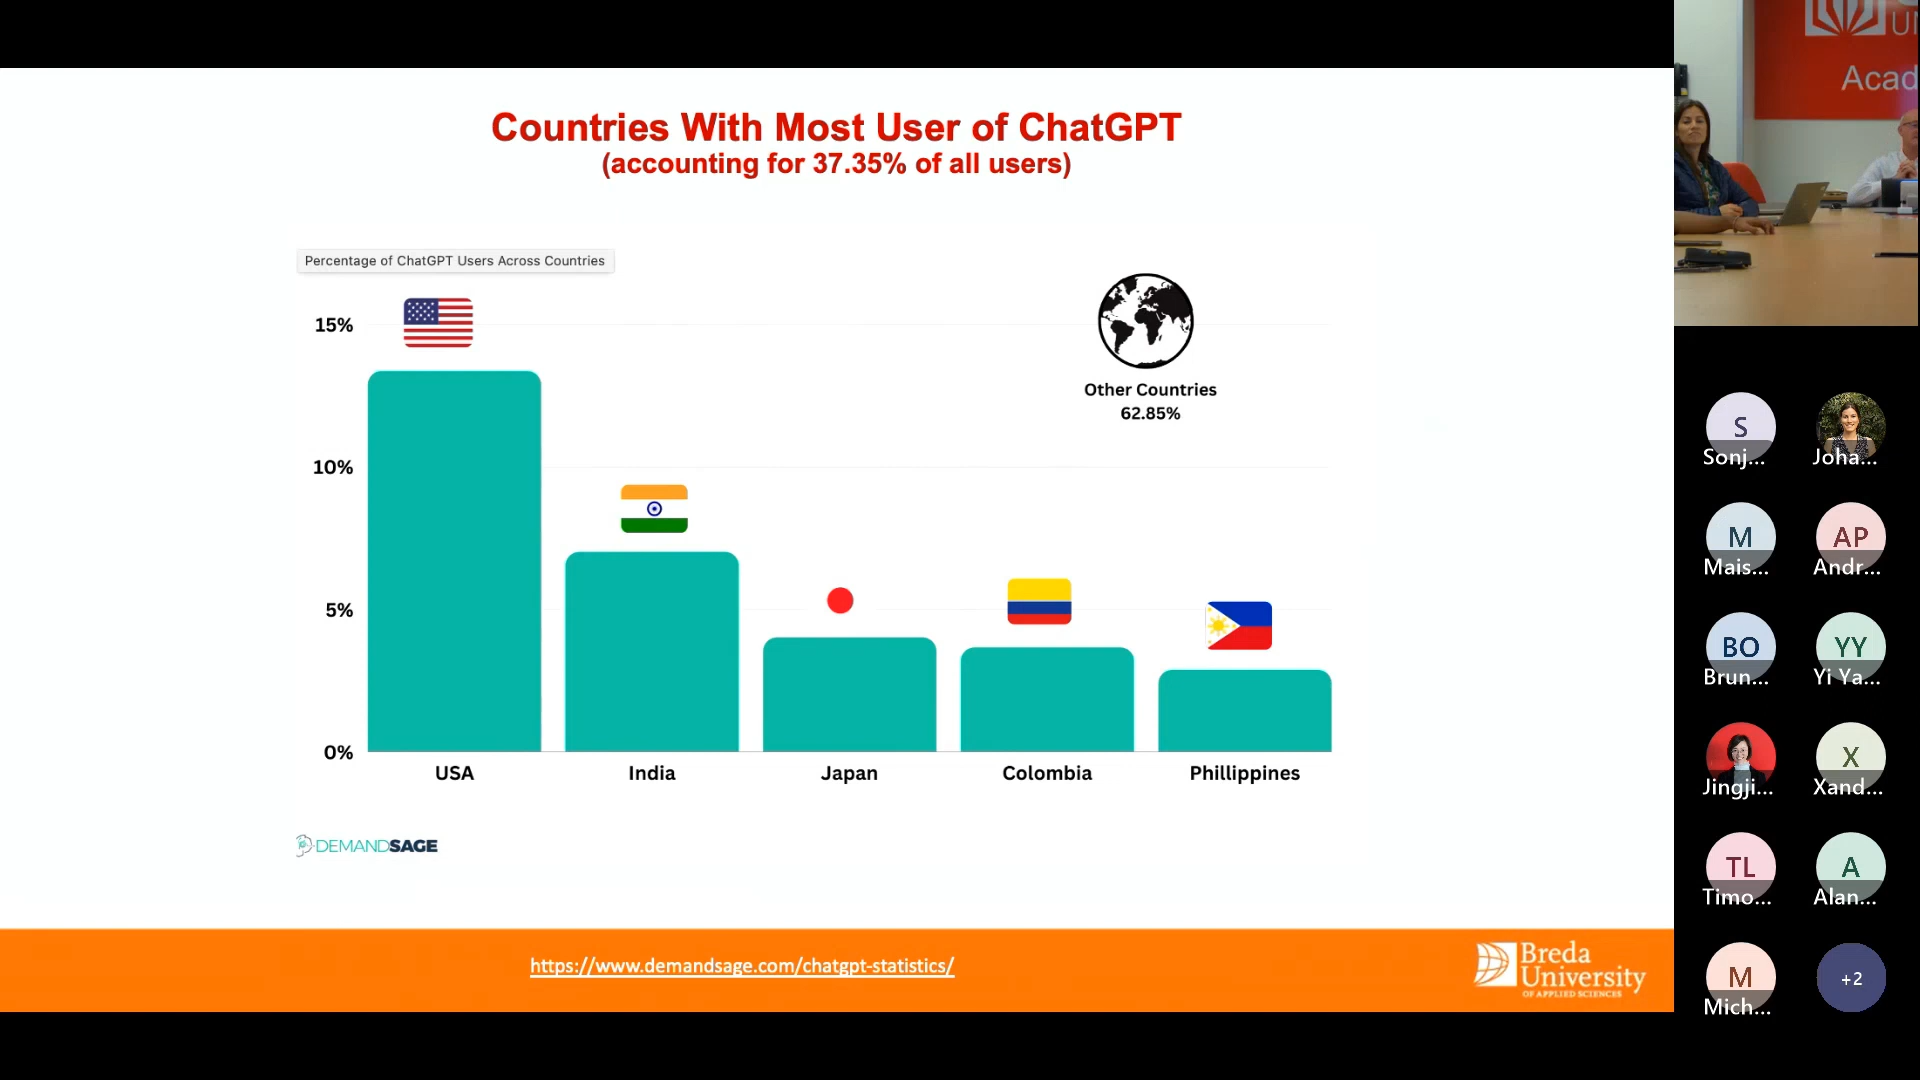 Countries With Most User of ChatGPT
(accounting for 37.35% of all users)
Percentage of ChatGPT Users Across Countries
15%
10%
5%
0%
Other Countries
62.85%
USA
India
Japan
Colombia
Phillippines
DEMANDSAGE
https://www.demandsage.com/chatgpt-statistics/
Breda
University
OF APPLIED SCIENCES
UN
Acad
S
Sonj...
Joha...
M
Mais...
AP
Andr...
BO
Brun...
YY
Yi Ya...
Jingji...
X
Xand...
TL
Timo...
A
Alan...
M
Mich...
+2